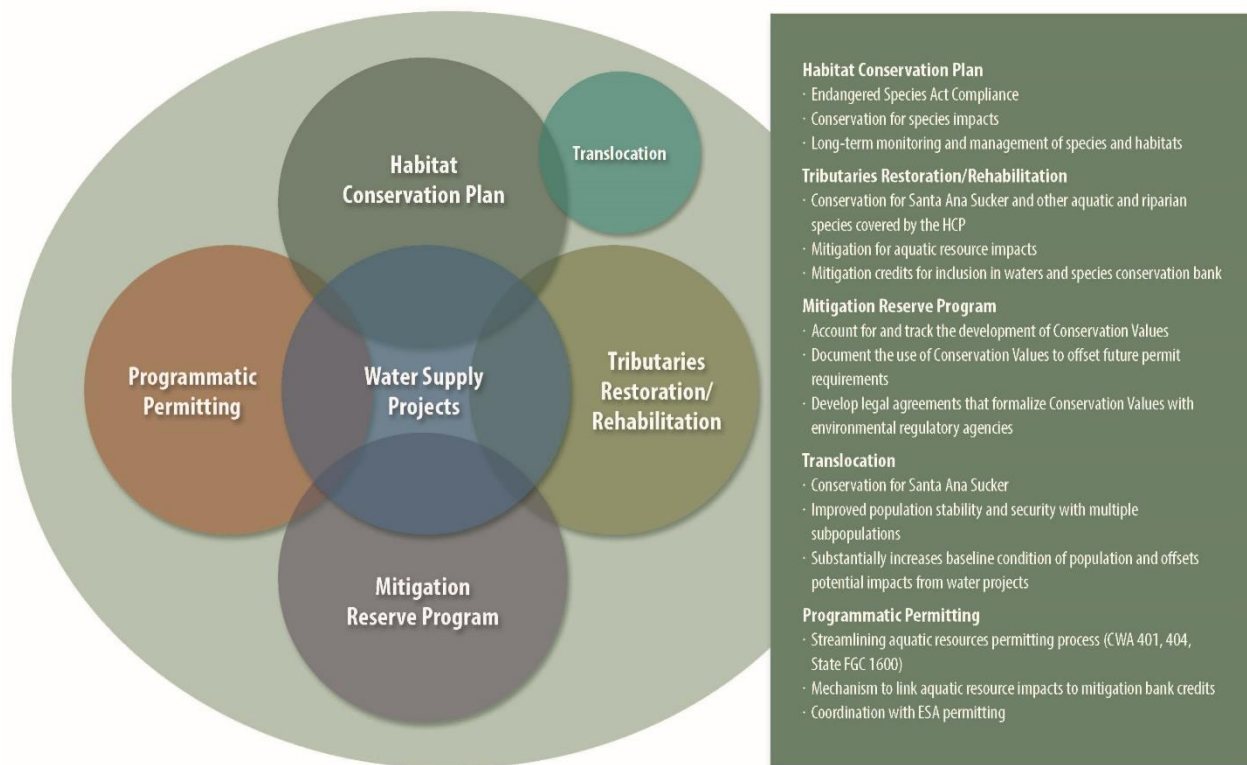 Habitat
Conservation Plan
Translocation
Programmatic
Permitting
Water Supply
Projects
Tributaries
Restoration/
Rehabilitation
Mitigation
Reserve Program
Habitat Conservation Plan
· Endangered Species Act Compliance
· Conservation for species impacts
· Long-term monitoring and management of species and habitats
Tributaries Restoration/Rehabilitation
· Conservation for Santa Ana Sucker and other aquatic and riparian
species covered by the HCP
· Mitigation for aquatic resource impacts
· Mitigation credits for inclusion in waters and species conservation bank
Mitigation Reserve Program
· Account for and track the development of Conservation Values
· Document the use of Conservation Values to offset future permit
requirements
· Develop legal agreements that formalize Conservation Values with
environmental regulatory agencies
Translocation
· Conservation for Santa Ana Sucker
· Improved population stability and security with multiple
subpopulations
· Substantially increases baseline condition of population and offsets
potential impacts from water projects
Programmatic Permitting
· Streamlining aquatic resources permitting process (CWA 401, 404,
State FGC 1600)
· Mechanism to link aquatic resource impacts to mitigation bank credits
· Coordination with ESA permitting